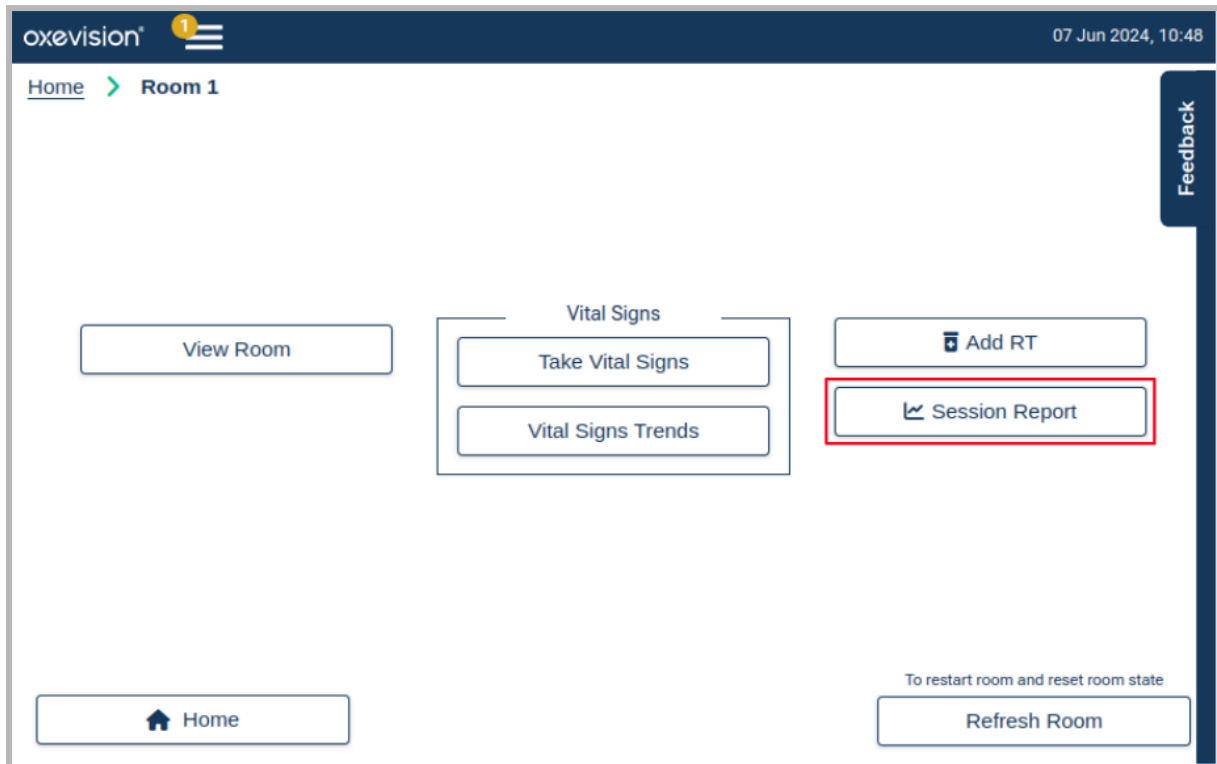 oxevision®
1
07 Jun 2024, 10:48
Home > Room 1
Feedback
View Room
Vital Signs
Take Vital Signs
Vital Signs Trends
Add RT
Session Report
Home
To restart room and reset room state
Refresh Room